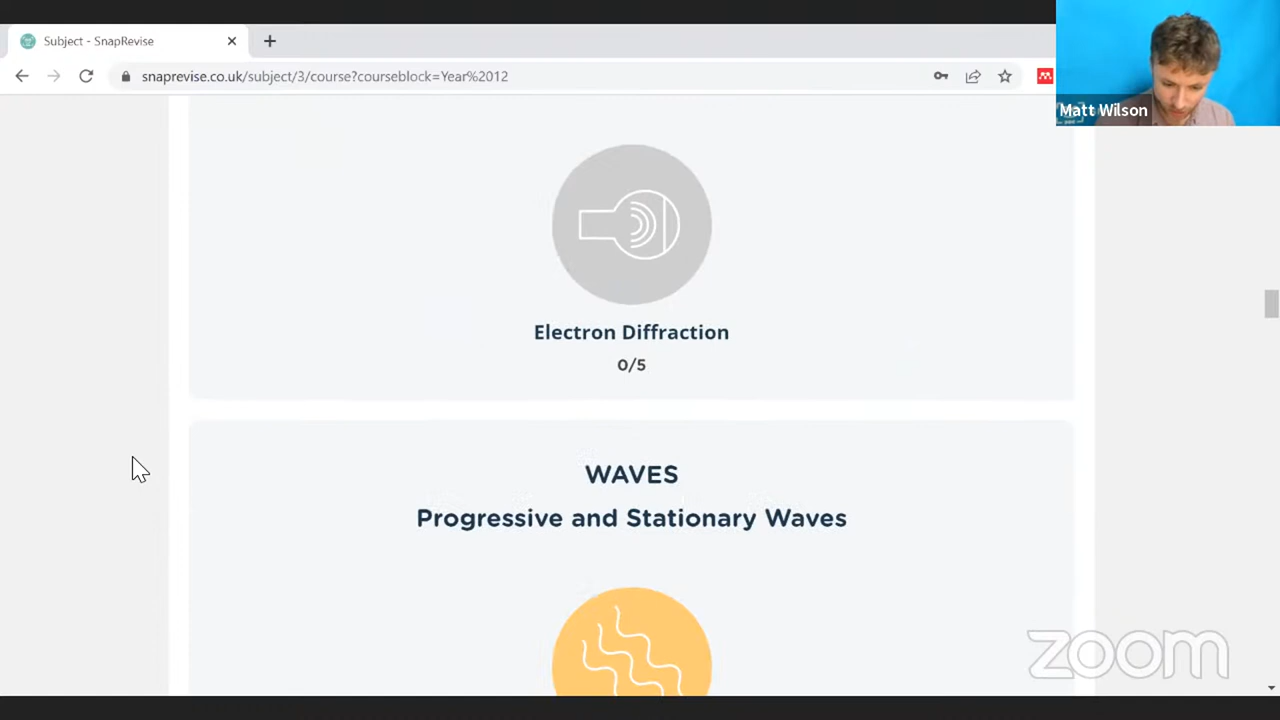 Subject - SnapRevise
snaprevise.co.uk/subject/3/course?courseblock=Year%2012
Matt Wilson
Electron Diffraction
0/5
WAVES
Progressive and Stationary Waves
zoom